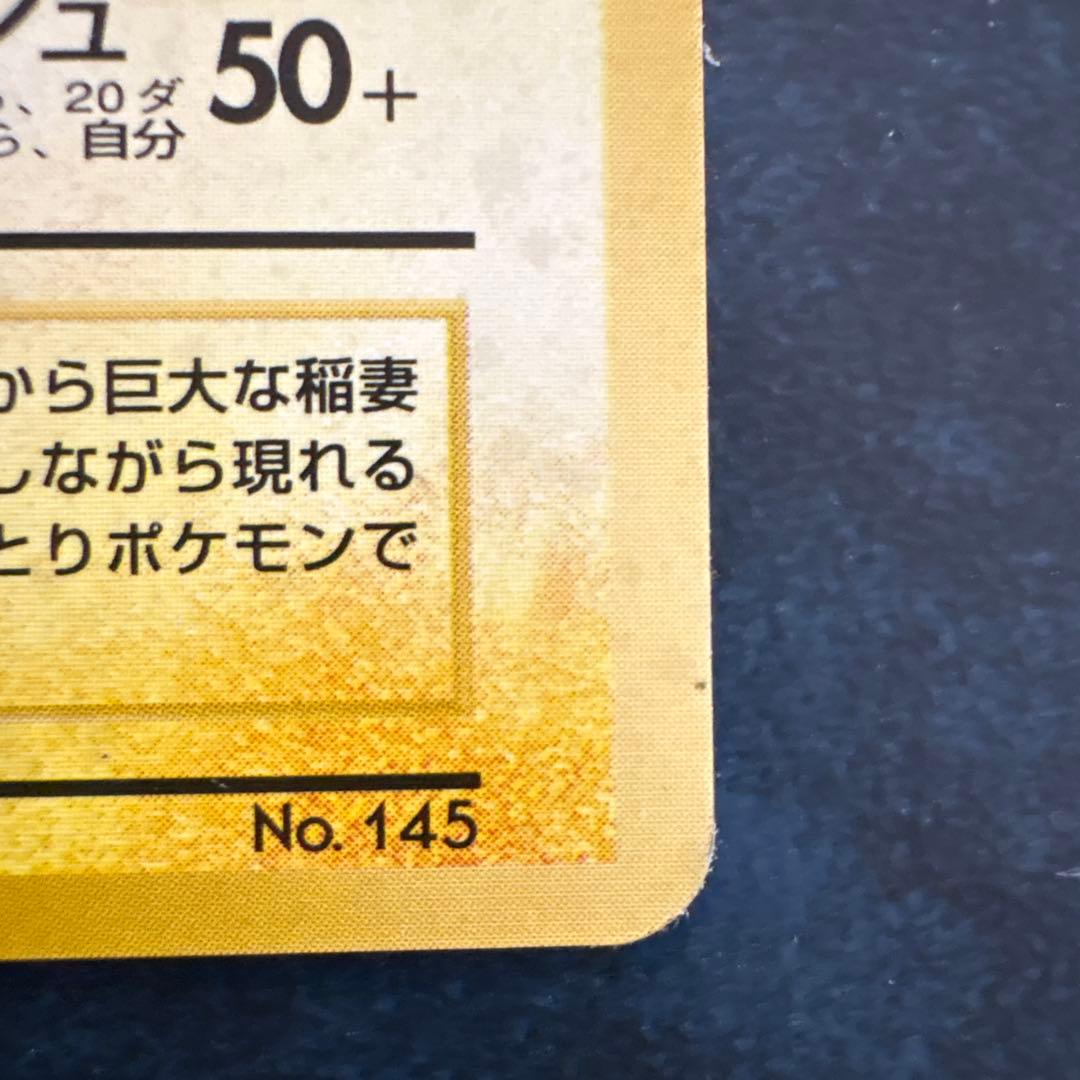 シュ 50+
、20ダ
ら、自分
から巨大な稲妻
しながら現れる
とりポケモンで
No. 145